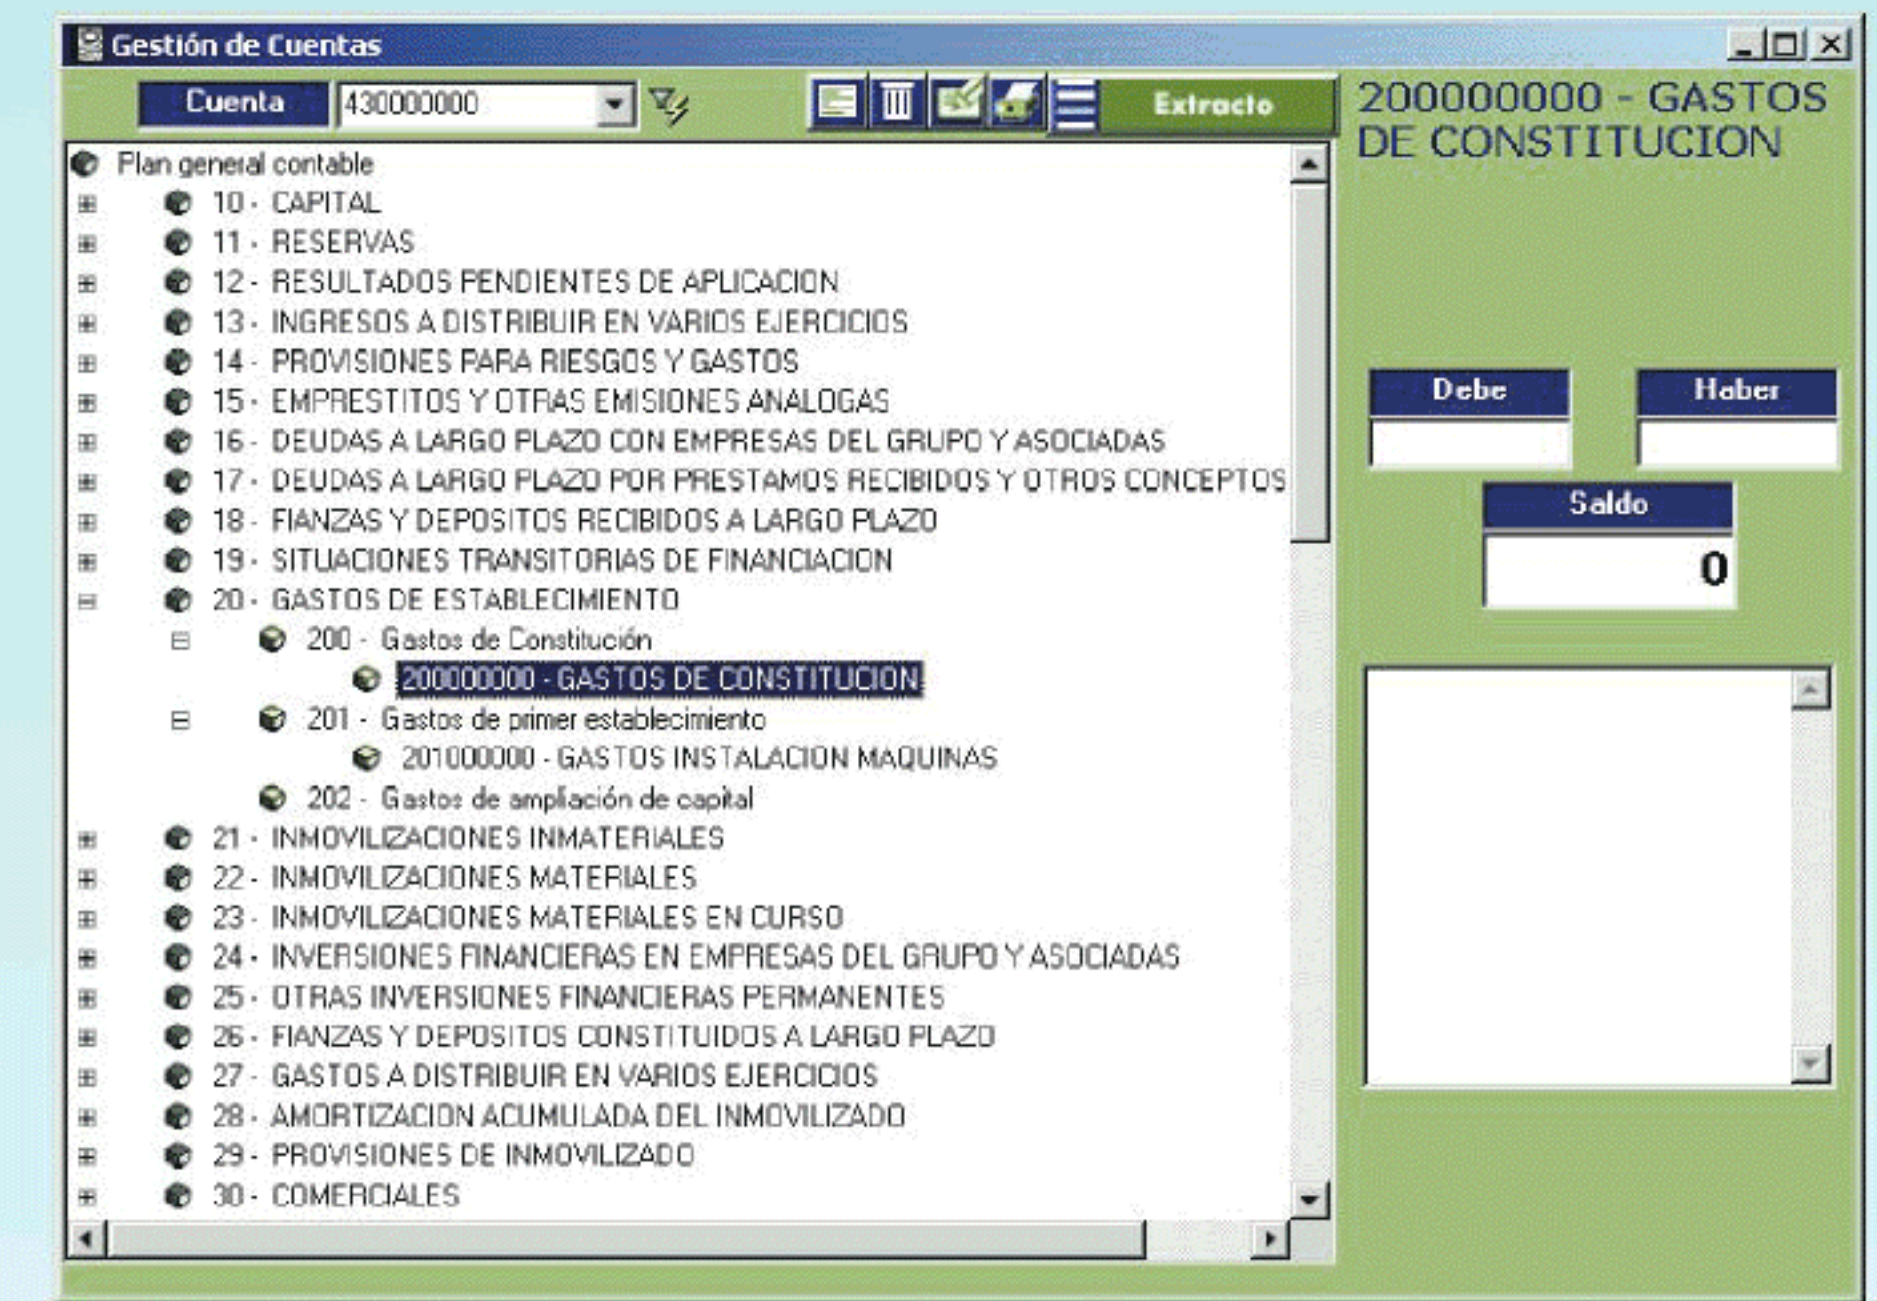 Gestión de Cuentas
Cuenta 430000000 Extracto
Plan general contable
10 - CAPITAL
11 - RESERVAS
12 - RESULTADOS PENDIENTES DE APLICACION
13 - INGRESOS A DISTRIBUIR EN VARIOS EJERCICIOS
14 - PROVISIONES PARA RIESGOS Y GASTOS
15 - EMPRESTITOS Y OTRAS EMISIONES ANALOGAS
16 - DEUDAS A LARGO PLAZO CON EMPRESAS DEL GRUPO Y ASOCIADAS
17 - DEUDAS A LARGO PLAZO POR PRESTAMOS RECIBIDOS Y OTROS CONCEPTOS
18 - FIANZAS Y DEPOSITOS RECIBIDOS A LARGO PLAZO
19 - SITUACIONES TRANSITORIAS DE FINANCIACION
20 - GASTOS DE ESTABLECIMIENTO
200 - Gastos de Constitución
200000000 - GASTOS DE CONSTITUCION
201 - Gastos de primer establecimiento
201000000 - GASTOS INSTALACION MAQUINAS
202 - Gastos de ampliación de capital
21 - INMOVILIZACIONES INMATERIALES
22 - INMOVILIZACIONES MATERIALES
23 - INMOVILIZACIONES MATERIALES EN CURSO
24 - INVERSIONES FINANCIERAS EN EMPRESAS DEL GRUPO Y ASOCIADAS
25 - OTRAS INVERSIONES FINANCIERAS PERMANENTES
26 - FIANZAS Y DEPOSITOS CONSTITUIDOS A LARGO PLAZO
27 - GASTOS A DISTRIBUIR EN VARIOS EJERCICIOS
28 - AMORTIZACION ACUMULADA DEL INMOVILIZADO
29 - PROVISIONES DE INMOVILIZADO
30 - COMERCIALES
200000000 - GASTOS
DE CONSTITUCION
Debe Haber
Saldo
0